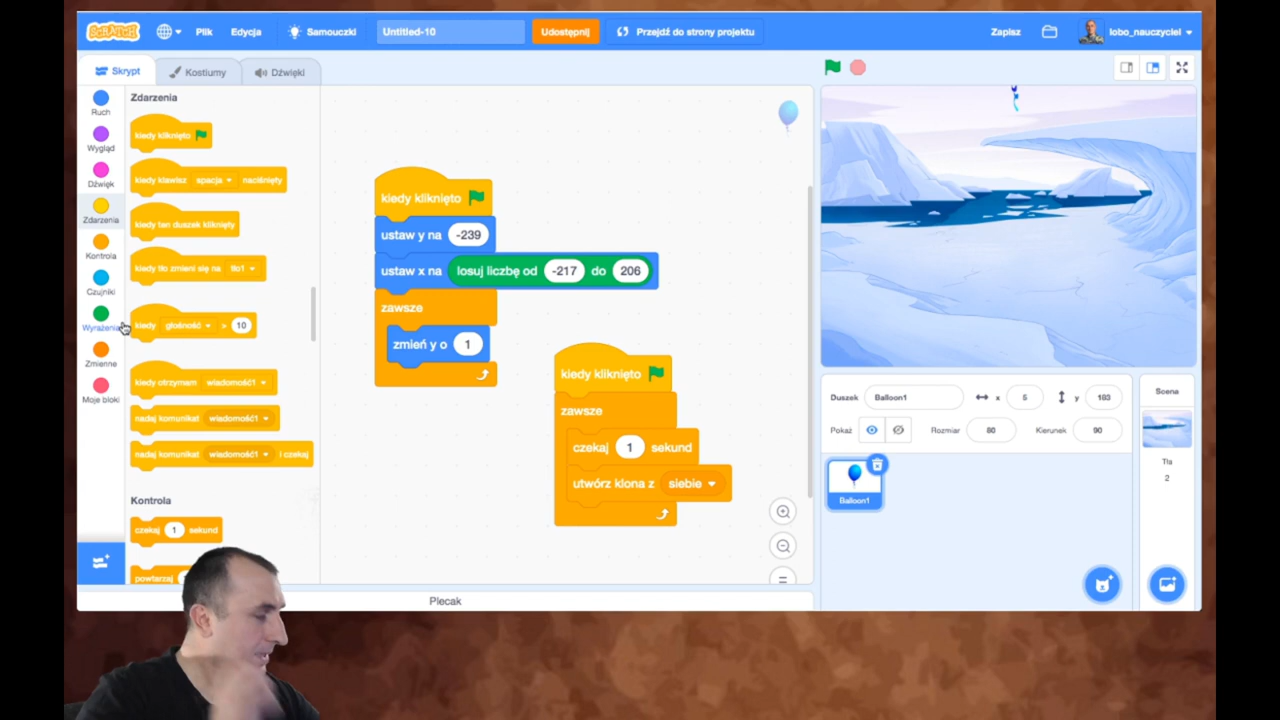 SCRATCH
Plik
Edycja
Samouczki
Untitled-10
Udostępnij
Przejdź do strony projektu
Zapisz
lobo_nauczyciel
Skrypt
Kostiumy
Dźwięki
Ruch
Wygląd
Dźwięk
Zdarzenia
Kontrola
Czujniki
Wyrażenia
Zmienne
Moje bloki
Zdarzenia
kiedy kliknięto
kiedy klawisz spacja naciśnięty
kiedy ten duszek kliknięty
kiedy tło zmieni się na tło1
kiedy głośność > 10
kiedy otrzymam wiadomość1
nadaj komunikat wiadomość1
nadaj komunikat wiadomość1 i czekaj
Kontrola
czekaj 1 sekund
powtarzaj
kiedy kliknięto
ustaw y na -239
ustaw x na losuj liczbę od -217 do 206
zawsze
zmień y o 1
kiedy kliknięto
zawsze
czekaj 1 sekund
utwórz klona z siebie
Plecak
Duszek Balloon1 x 5 y 183
Pokaż Rozmiar 80 Kierunek 90
Balloon1
Scena
Tła
2